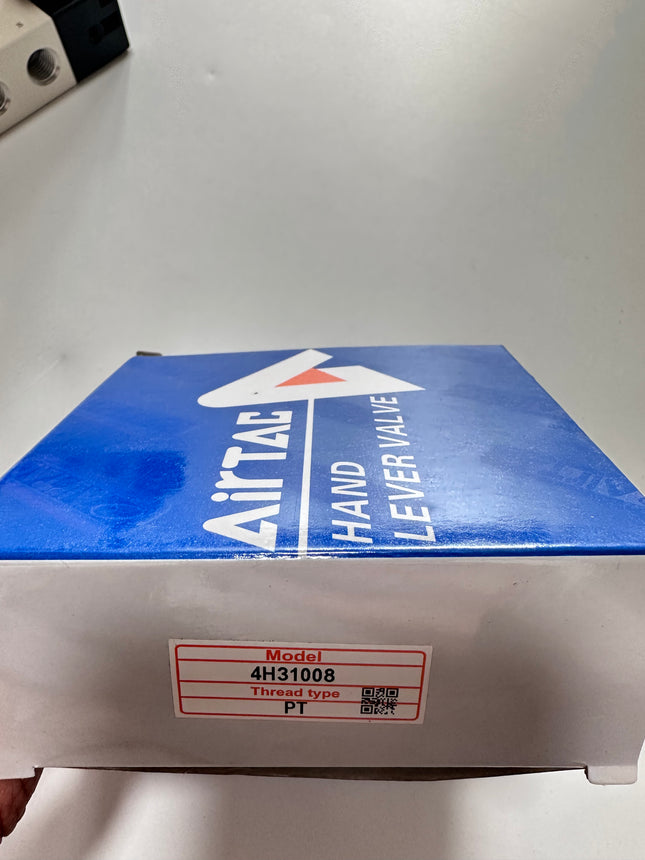 AirTAC
HAND
LEVER VALVE
Model
4H31008
Thread type
PT